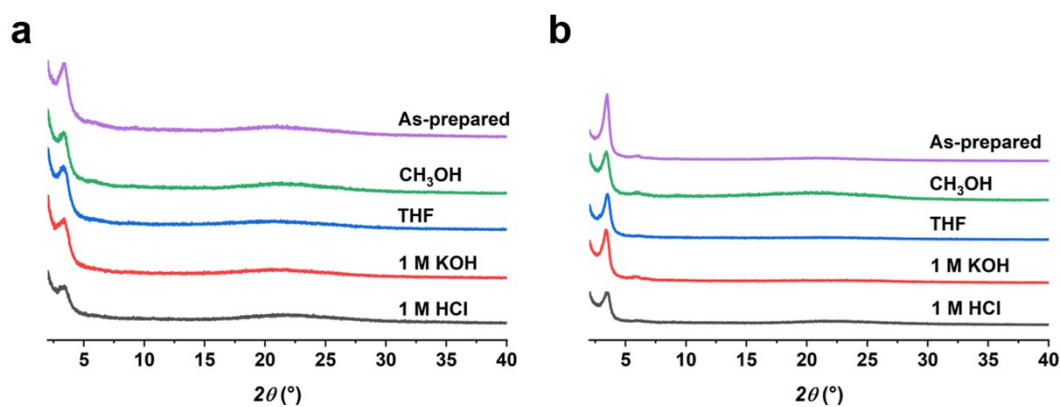 a
As-prepared
CH₃OH
THF
1 M KOH
1 M HCl
5 10 15 20 25 30 35 40
2θ (°)
b
As-prepared
CH₃OH
THF
1 M KOH
1 M HCl
5 10 15 20 25 30 35 40
2θ (°)